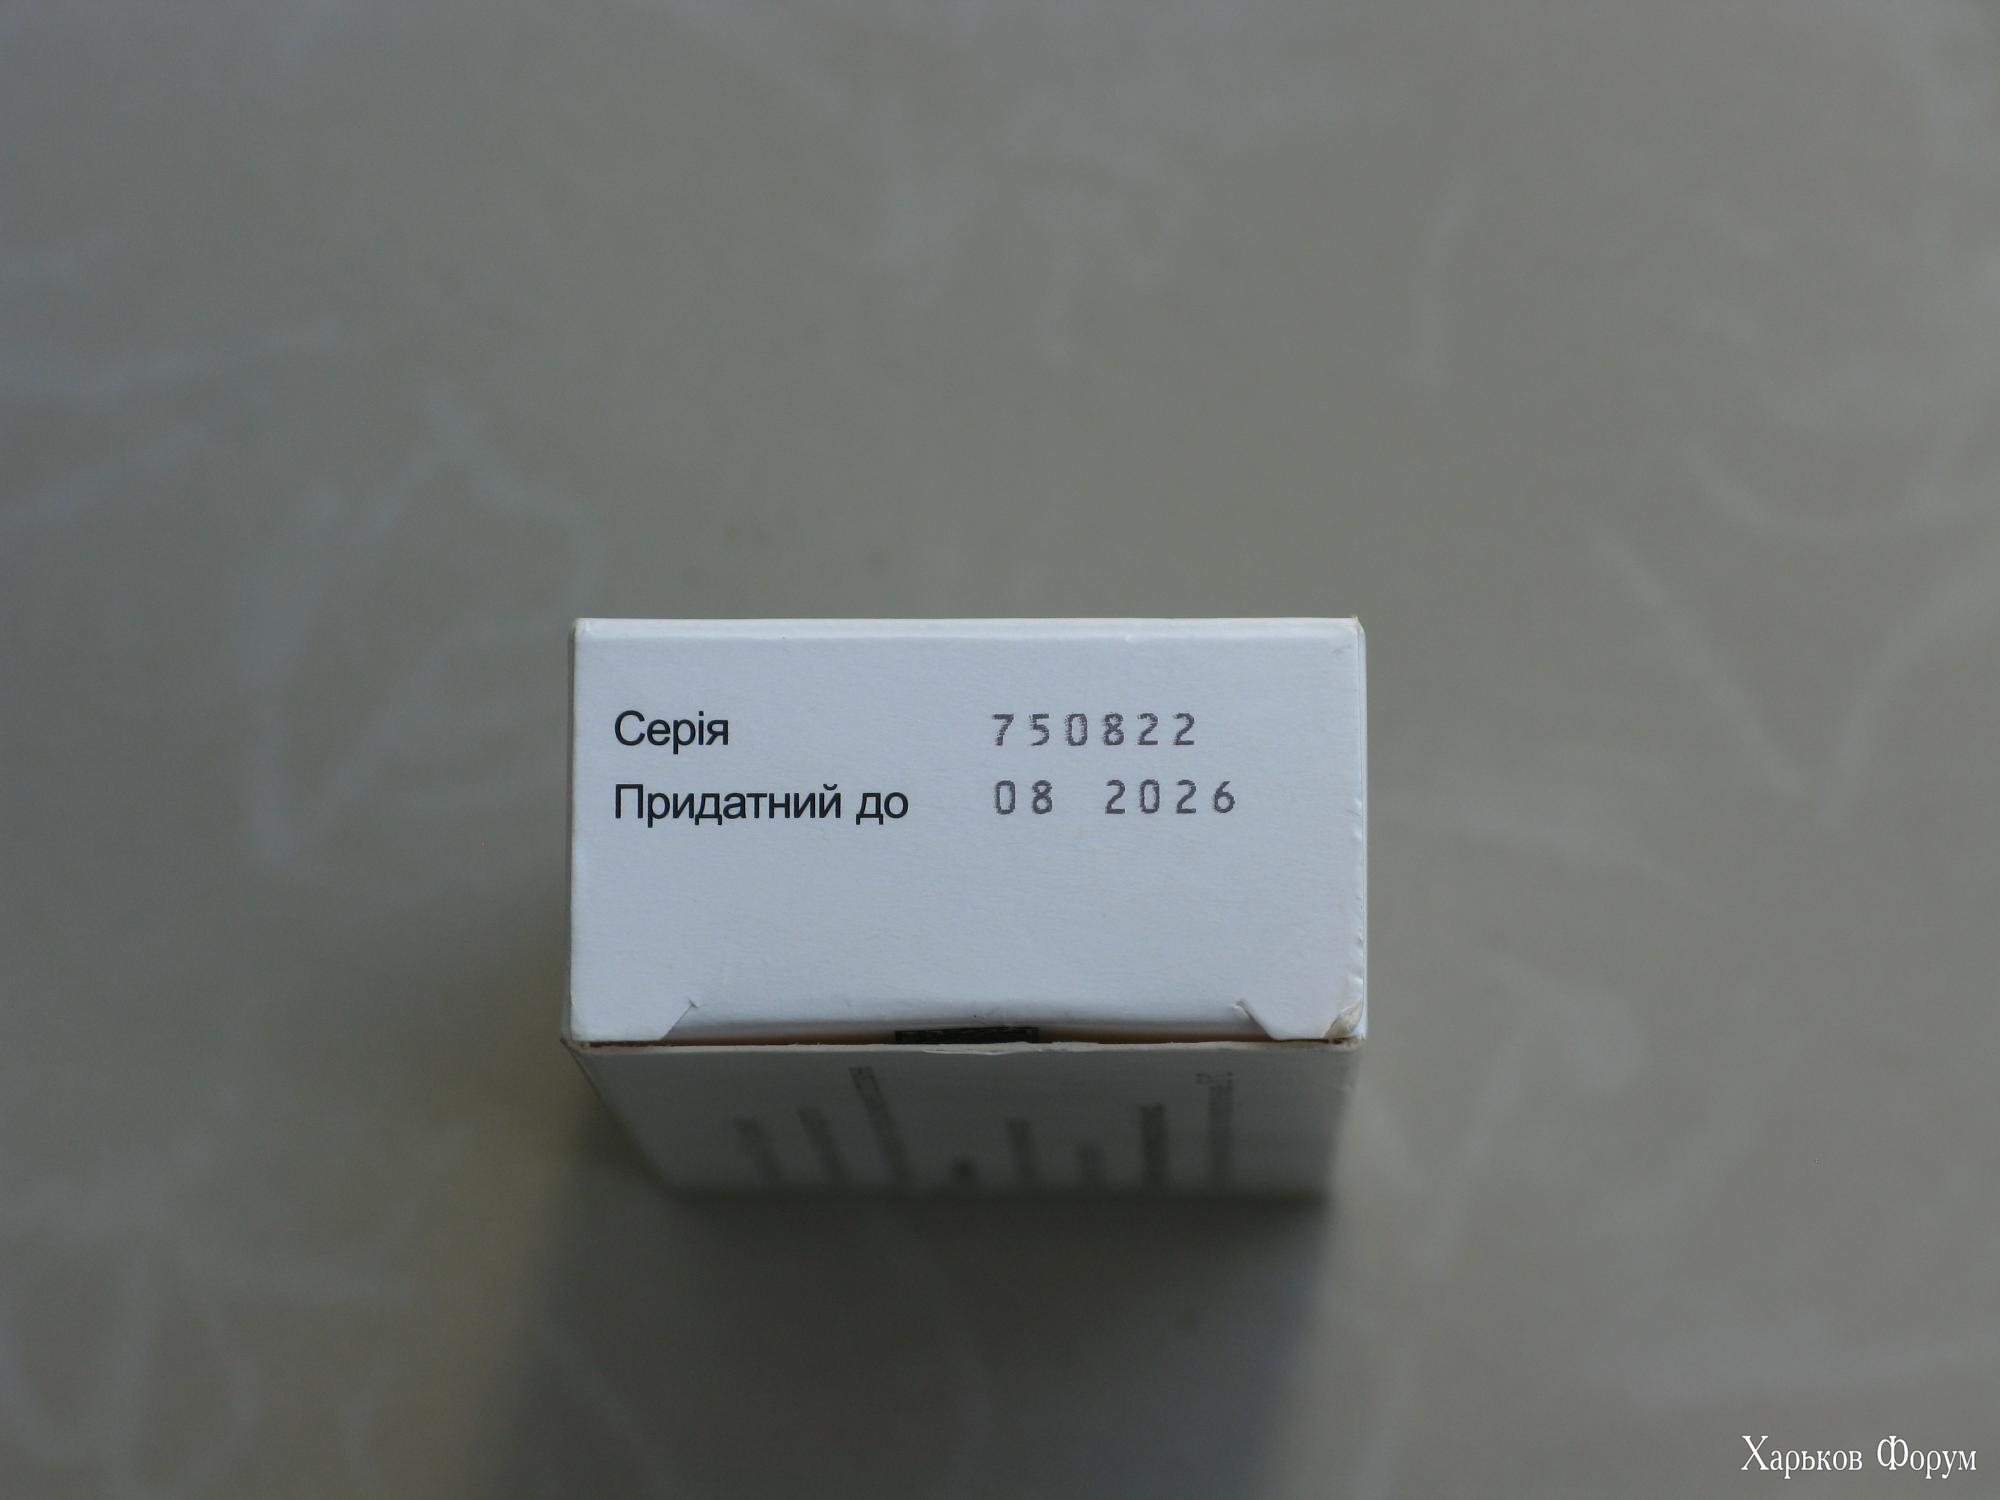 Серія 750822
Придатний до 08 2026
Харьков Форум